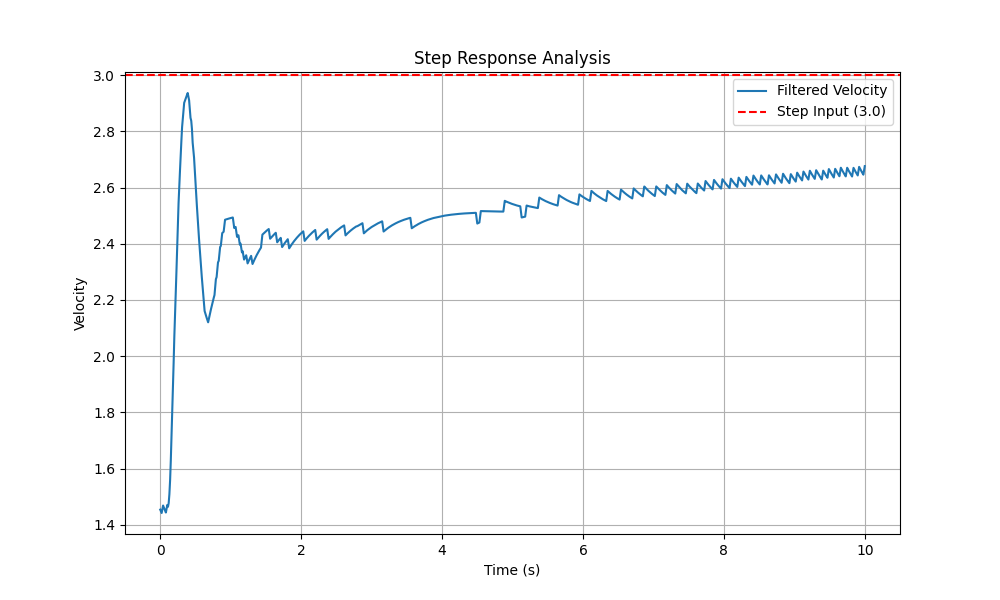 Step Response Analysis
Filtered Velocity
Step Input (3.0)
Velocity
3.0
2.8
2.6
2.4
2.2
2.0
1.8
1.6
1.4
0 2 4 6 8 10
Time (s)